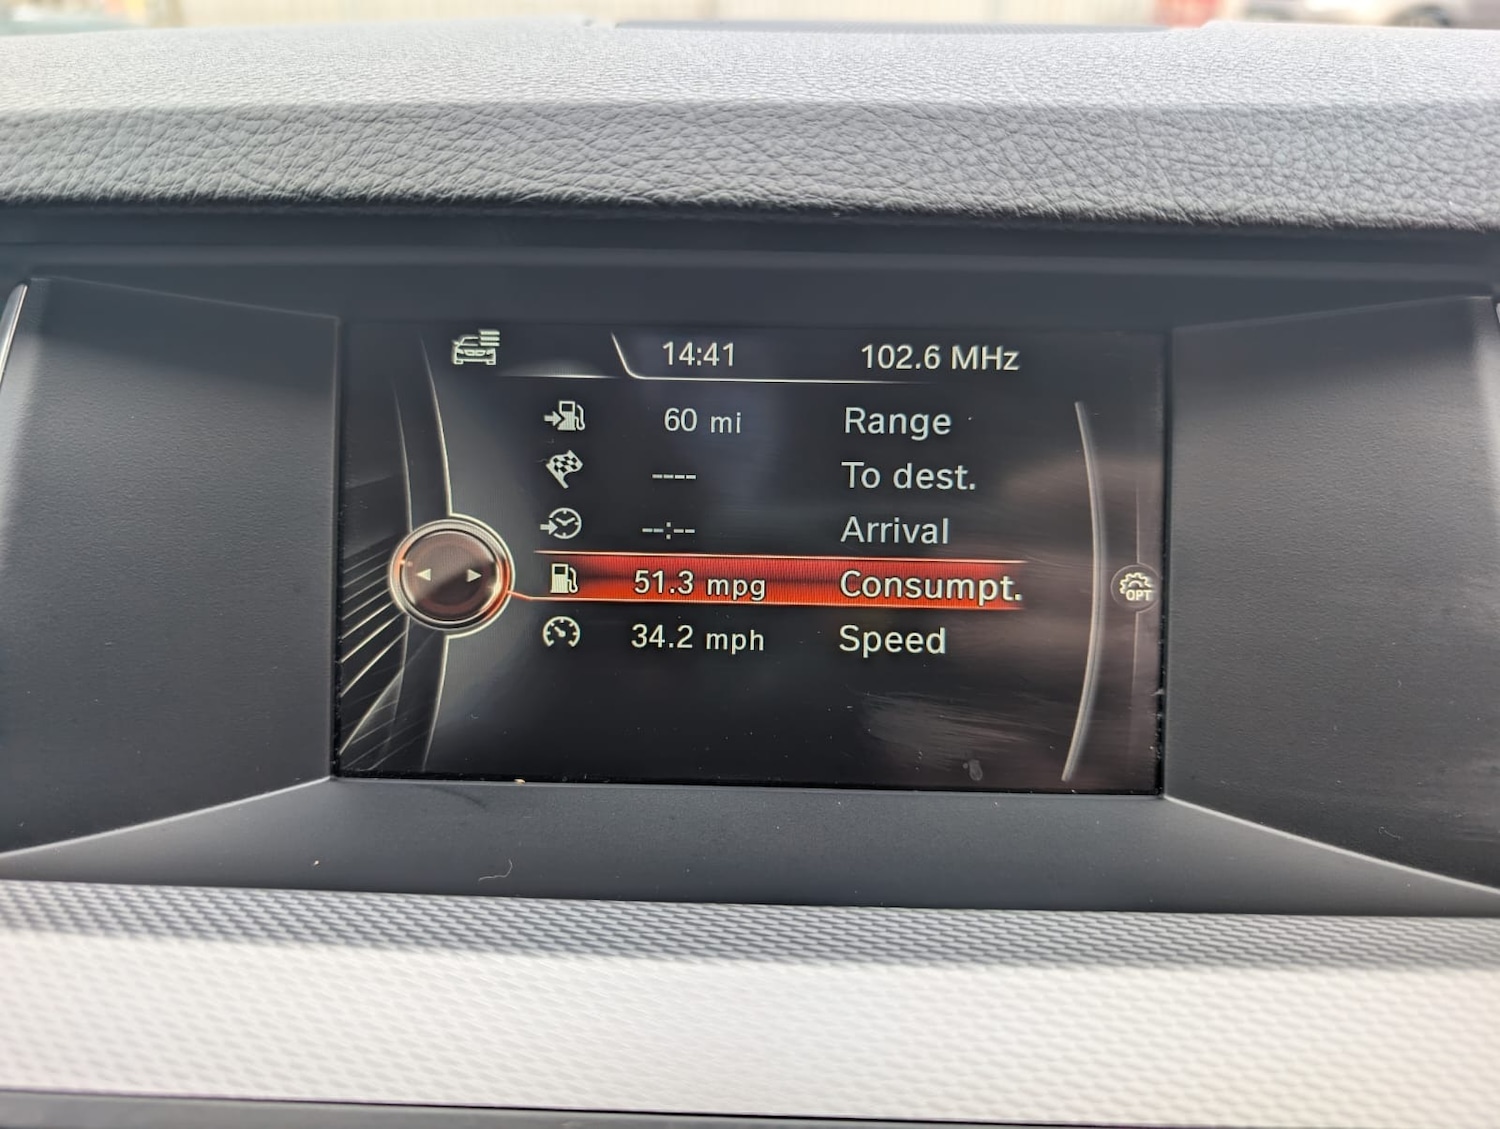 14:41 102.6 MHz
60 mi Range
---- To dest.
--:-- Arrival
51.3 mpg Consumpt.
OPT
34.2 mph Speed